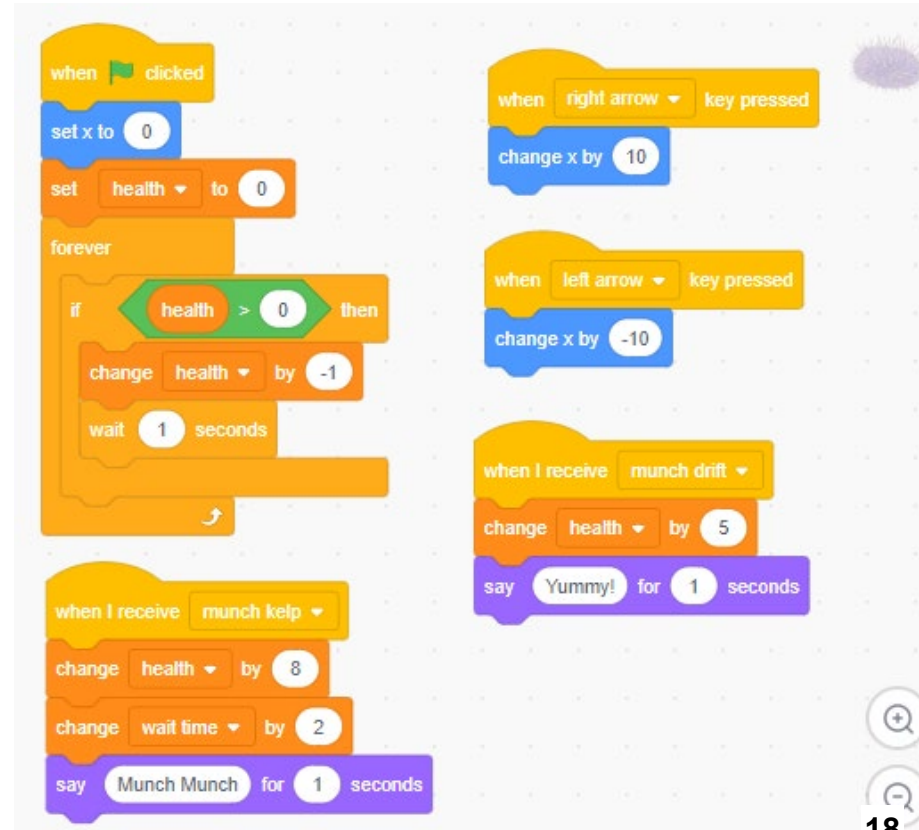 when clicked
set x to 0
set health to 0
forever
if health > 0 then
change health by -1
wait 1 seconds
when I receive munch kelp
change health by 8
change wait time by 2
say Munch Munch for 1 seconds
when right arrow key pressed
change x by 10
when left arrow key pressed
change x by -10
when I receive munch drift
change health by 5
say Yummy! for 1 seconds
18